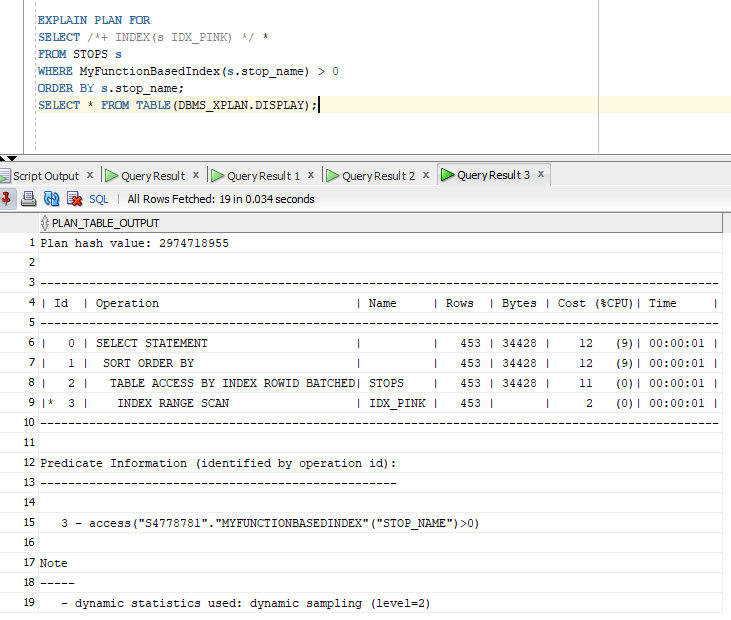 EXPLAIN PLAN FOR
SELECT /*+ INDEX(s IDX_PINK) */ *
FROM STOPS s
WHERE MyFunctionBasedIndex(s.stop_name) > 0
ORDER BY s.stop_name;
SELECT * FROM TABLE(DBMS_XPLAN.DISPLAY);
Script Output x Query Result x Query Result 1 x Query Result 2 x Query Result 3 x
SQL | All Rows Fetched: 19 in 0.034 seconds
PLAN_TABLE_OUTPUT
1 Plan hash value: 2974718955
2
3 --------------------------------------------------------------------------------------------------
4 | Id | Operation | Name | Rows | Bytes | Cost (%CPU)| Time |
5 --------------------------------------------------------------------------------------------------
6 | 0 | SELECT STATEMENT | | 453 | 34428 | 12 (9)| 00:00:01 |
7 | 1 | SORT ORDER BY | | 453 | 34428 | 12 (9)| 00:00:01 |
8 | 2 | TABLE ACCESS BY INDEX ROWID BATCHED| STOPS | 453 | 34428 | 11 (0)| 00:00:01 |
9 |* 3 | INDEX RANGE SCAN | IDX_PINK | 453 | | 2 (0)| 00:00:01 |
10 --------------------------------------------------------------------------------------------------
11
12 Predicate Information (identified by operation id):
13 ---------------------------------------------------
14
15 3 - access("S4778781"."MYFUNCTIONBASEDINDEX"("STOP_NAME")>0)
16
17 Note
18 -----
19 - dynamic statistics used: dynamic sampling (level=2)